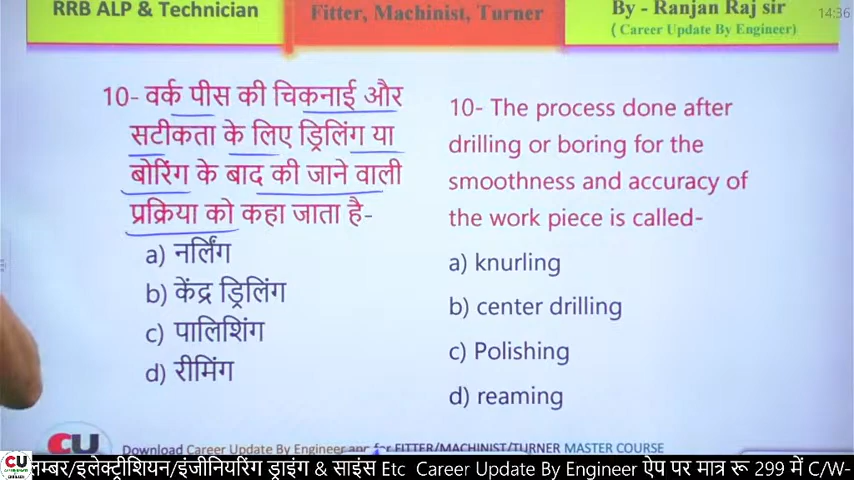 RRB ALP & Technician
Fitter, Machinist, Turner
By - Ranjan Raj sir
( Career Update By Engineer)
14:36
10- वर्क पीस की चिकनाई और
सटीकता के लिए ड्रिलिंग या
बोरिंग के बाद की जाने वाली
प्रक्रिया को कहा जाता है-
a) नर्लिंग
b) केंद्र ड्रिलिंग
c) पालिशिंग
d) रीमिंग
10- The process done after
drilling or boring for the
smoothness and accuracy of
the work piece is called-
a) knurling
b) center drilling
c) Polishing
d) reaming
CU
Download Career Update By Engineer app for FITTER/MACHINIST/TURNER MASTER COURSE
CU
लम्बर/इलेक्ट्रीशियन/इंजीनियरिंग ड्राइंग & साइंस Etc Career Update By Engineer ऐप पर मात्र रू 299 में C/W-